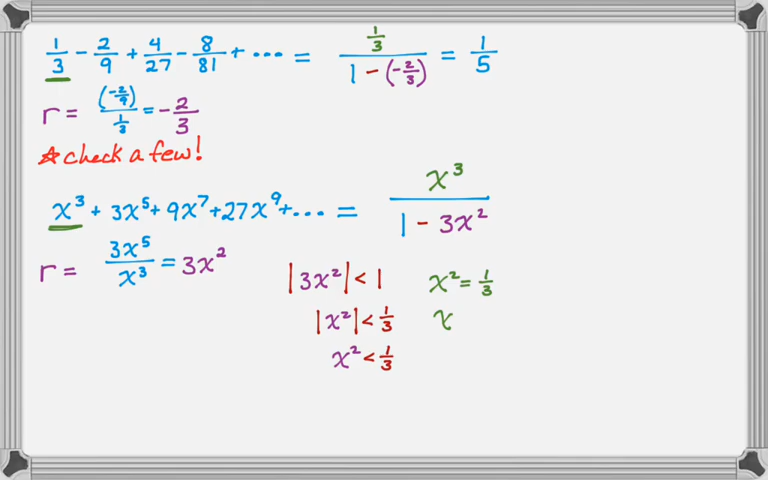 1/3 - 2/9 + 4/27 - 8/81 + ... = (1/3)/(1 - (-2/3)) = 1/5
r = (-2/9)/(1/3) = -2/3
☆check a few!
x³ + 3x⁵ + 9x⁷ + 27x⁹ + ... = x³/(1 - 3x²)
r = 3x⁵/x³ = 3x²
|3x²| < 1 x² = 1/3
|x²| < 1/3 x
x² < 1/3